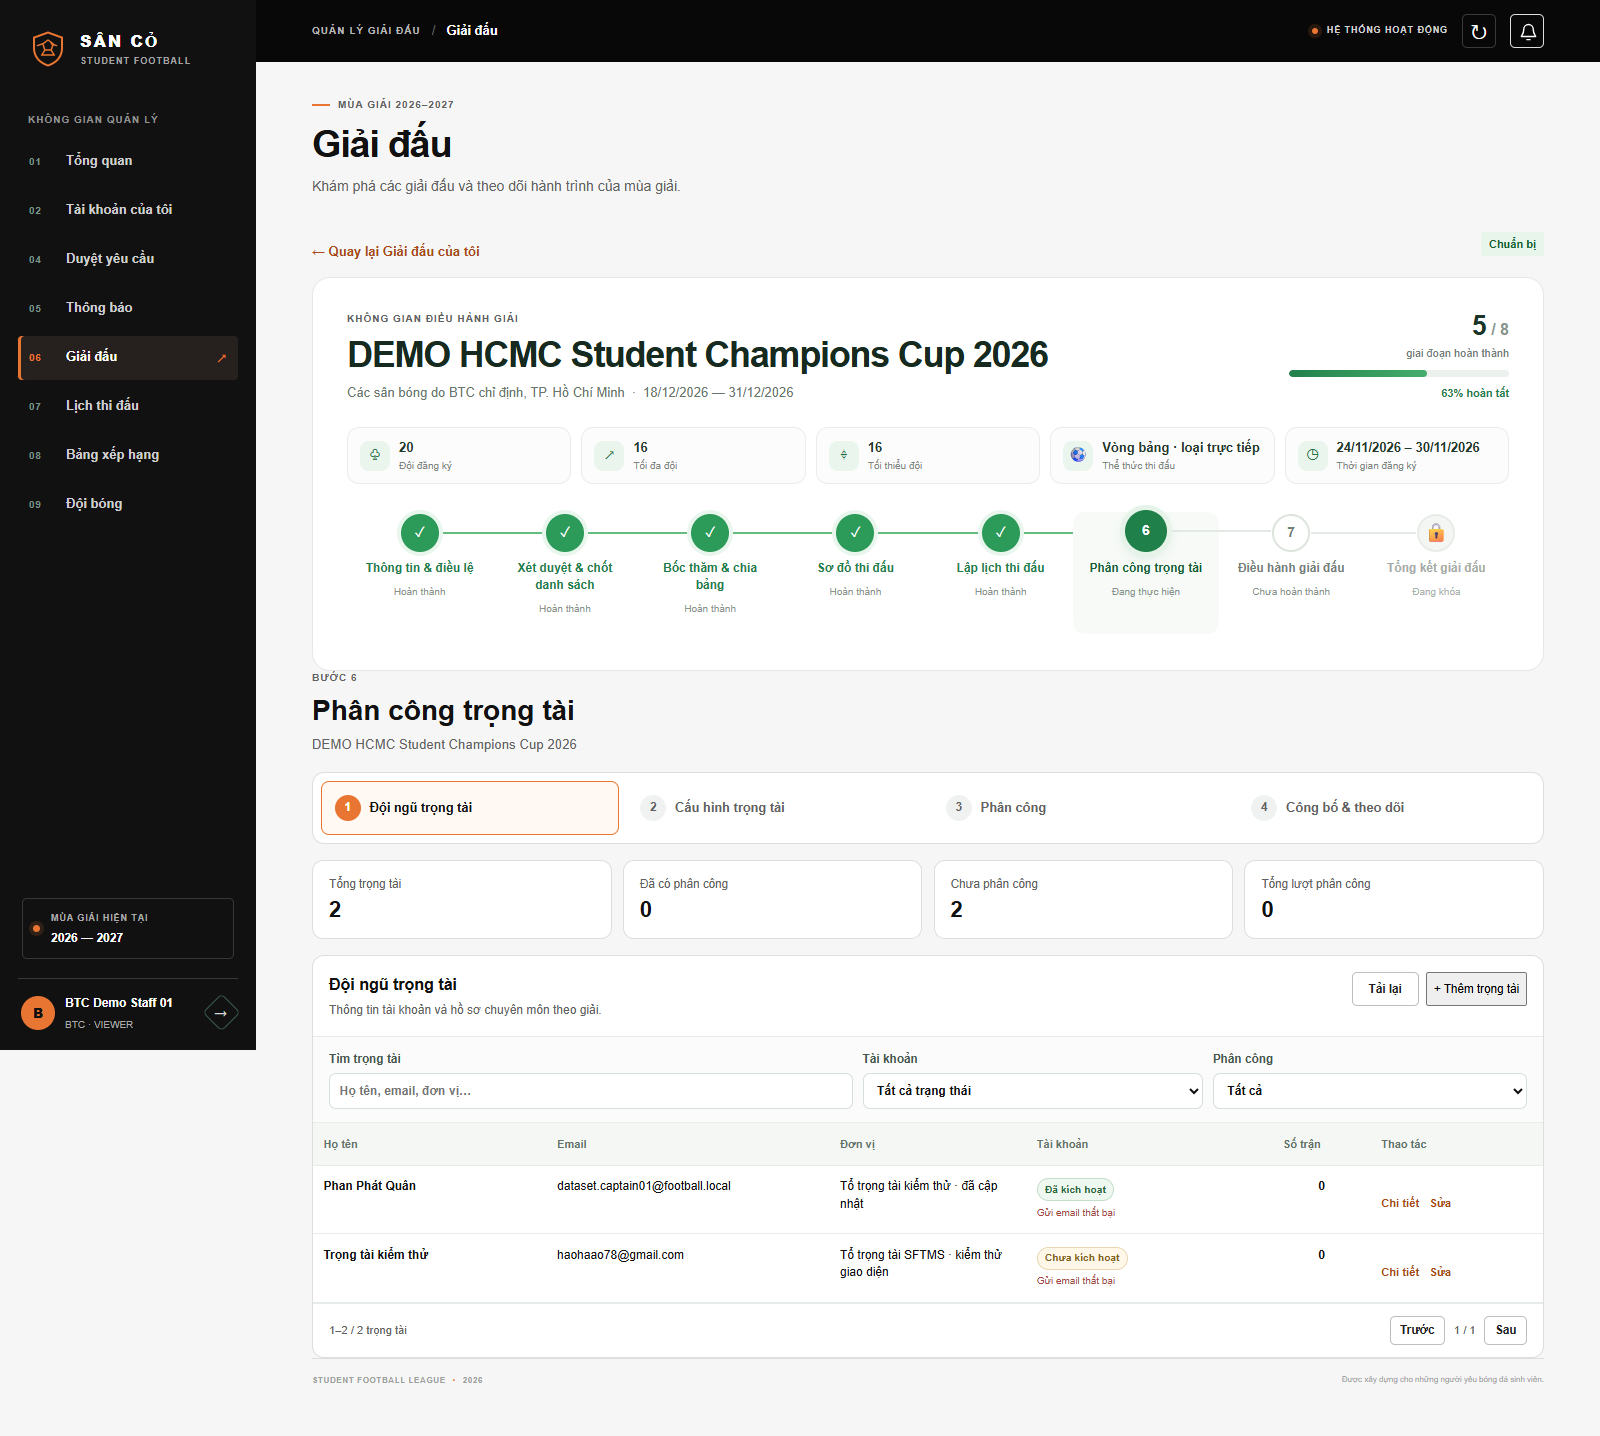 SÂN CỎ
STUDENT FOOTBALL
KHÔNG GIAN QUẢN LÝ
01 Tổng quan
02 Tài khoản của tôi
04 Duyệt yêu cầu
05 Thông báo
06 Giải đấu ↗
07 Lịch thi đấu
08 Bảng xếp hạng
09 Đội bóng
MÙA GIẢI HIỆN TẠI
2026 — 2027
B
BTC Demo Staff 01
BTC · VIEWER
→
QUẢN LÝ GIẢI ĐẤU / Giải đấu
HỆ THỐNG HOẠT ĐỘNG
MÙA GIẢI 2026–2027
Giải đấu
Khám phá các giải đấu và theo dõi hành trình của mùa giải.
← Quay lại Giải đấu của tôi
Chuẩn bị
KHÔNG GIAN ĐIỀU HÀNH GIẢI
DEMO HCMC Student Champions Cup 2026
Các sân bóng do BTC chỉ định, TP. Hồ Chí Minh · 18/12/2026 — 31/12/2026
5 / 8
giai đoạn hoàn thành
63% hoàn tất
20
Đội đăng ký
16
Tối đa đội
16
Tối thiểu đội
Vòng bảng · loại trực tiếp
Thể thức thi đấu
24/11/2026 – 30/11/2026
Thời gian đăng ký
✓ Thông tin & điều lệ
Hoàn thành
✓ Xét duyệt & chốt
danh sách
Hoàn thành
✓ Bốc thăm & chia
bảng
Hoàn thành
✓ Sơ đồ thi đấu
Hoàn thành
✓ Lập lịch thi đấu
Hoàn thành
6 Phân công trọng tài
Đang thực hiện
7 Điều hành giải đấu
Chưa hoàn thành
Tổng kết giải đấu
Đang khóa
BƯỚC 6
Phân công trọng tài
DEMO HCMC Student Champions Cup 2026
1 Đội ngũ trọng tài
2 Cấu hình trọng tài
3 Phân công
4 Công bố & theo dõi
Tổng trọng tài
2
Đã có phân công
0
Chưa phân công
2
Tổng lượt phân công
0
Đội ngũ trọng tài
Thông tin tài khoản và hồ sơ chuyên môn theo giải.
Tải lại
+ Thêm trọng tài
Tìm trọng tài
Họ tên, email, đơn vị...
Tài khoản
Tất cả trạng thái
Phân công
Tất cả
Họ tên Email Đơn vị Tài khoản Số trận Thao tác
Phan Phát Quân dataset.captain01@football.local Tổ trọng tài kiểm thử · đã cập
nhật
Đã kích hoạt
Gửi email thất bại
0
Chi tiết Sửa
Trọng tài kiểm thử haohaao78@gmail.com Tổ trọng tài SFTMS · kiểm thử
giao diện
Chưa kích hoạt
Gửi email thất bại
0
Chi tiết Sửa
1–2 / 2 trọng tài
Trước 1 / 1 Sau
STUDENT FOOTBALL LEAGUE • 2026
Được xây dựng cho những người yêu bóng đá sinh viên.